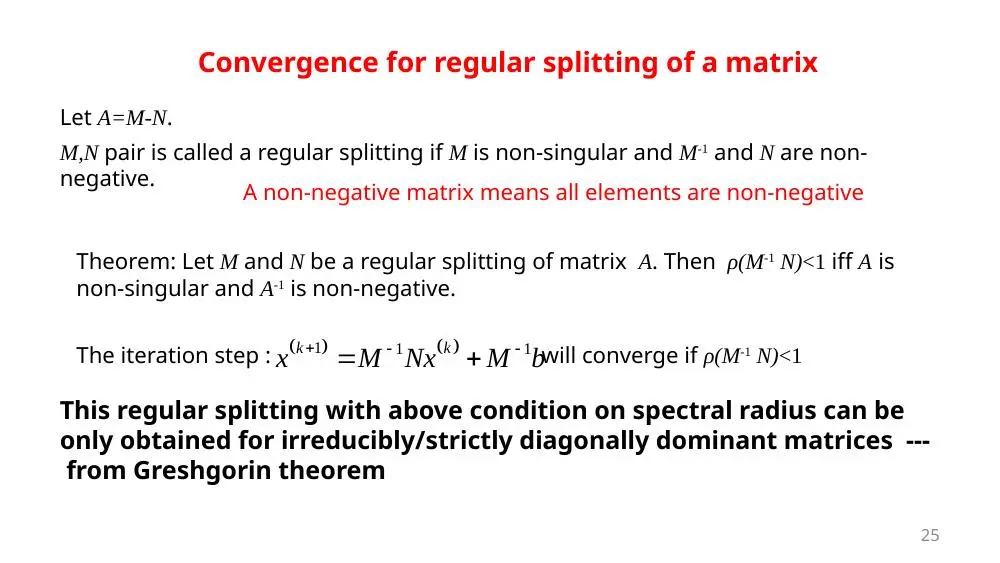 Convergence for regular splitting of a matrix
Let A=M-N.
M,N pair is called a regular splitting if M is non-singular and M⁻¹ and N are non-
negative.
A non-negative matrix means all elements are non-negative
Theorem: Let M and N be a regular splitting of matrix A. Then ρ(M⁻¹ N)<1 iff A is
non-singular and A⁻¹ is non-negative.
The iteration step : x⁽ᵏ⁺¹⁾ = M⁻¹Nx⁽ᵏ⁾ + M⁻¹b will converge if ρ(M⁻¹ N)<1
This regular splitting with above condition on spectral radius can be
only obtained for irreducibly/strictly diagonally dominant matrices ---
from Greshgorin theorem
25